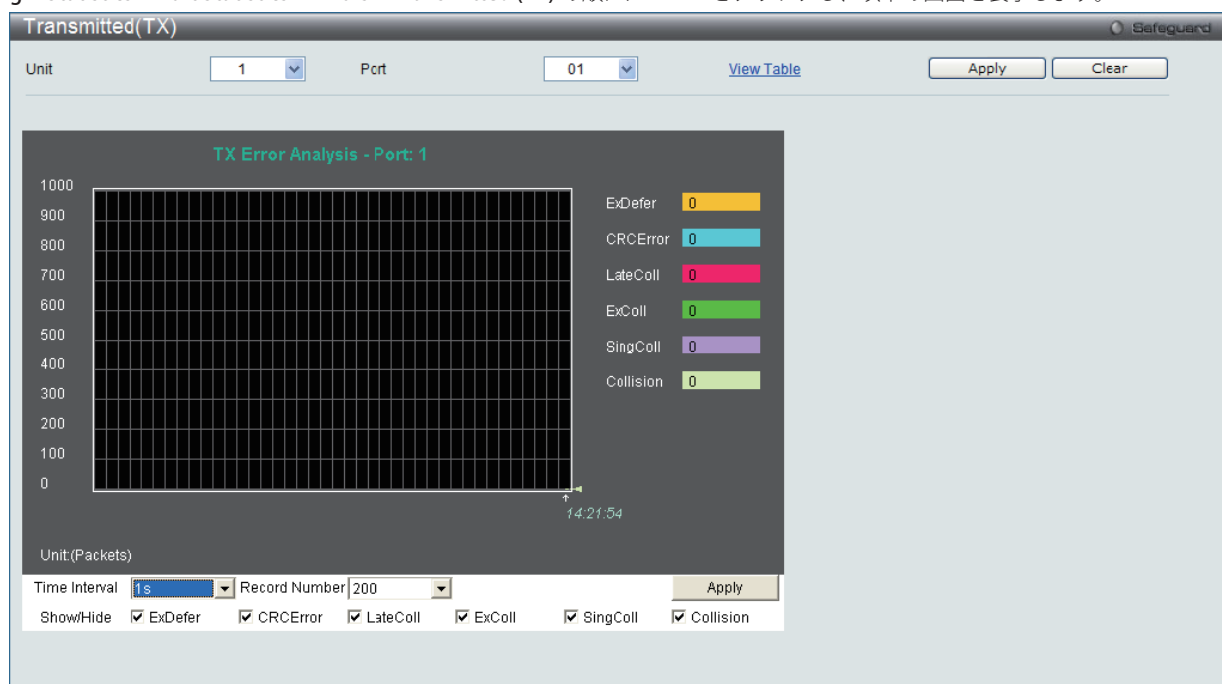 Transmitted(TX)
Safeguard
Unit 1 Port 01 View Table Apply Clear
TX Error Analysis - Port: 1
1000
900
800
700
600
500
400
300
200
100
0
ExDefer 0
CRCError 0
LateColl 0
ExColl 0
SingColl 0
Collision 0
14:21:54
Unit:(Packets)
Time Interval 1s Record Number 200 Apply
Show/Hide ExDefer CRCError LateColl ExColl SingColl Collision